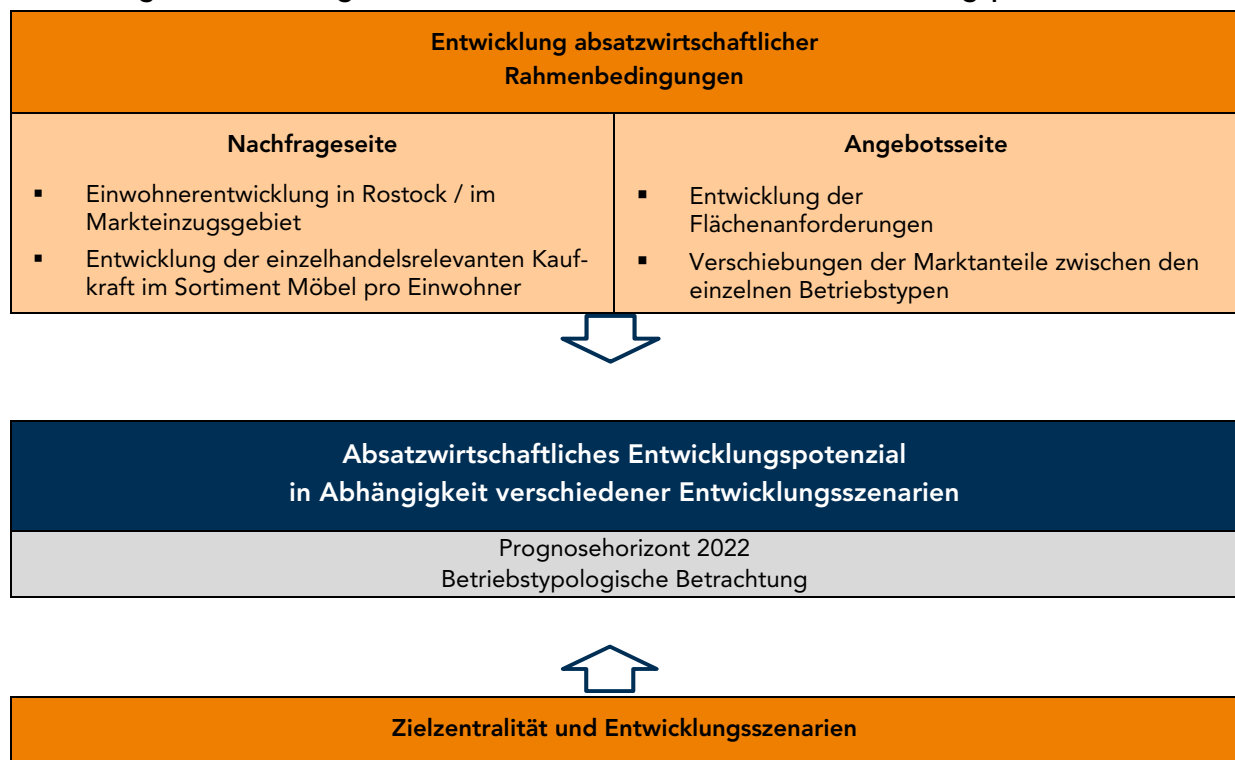 Entwicklung absatzwirtschaftlicher
Rahmenbedingungen
Nachfrageseite
▪ Einwohnerentwicklung in Rostock / im
Markteinzugsgebiet
▪ Entwicklung der einzelhandelsrelevanten Kauf-
kraft im Sortiment Möbel pro Einwohner
Angebotsseite
▪ Entwicklung der
Flächenanforderungen
▪ Verschiebungen der Marktanteile zwischen den
einzelnen Betriebstypen
Absatzwirtschaftliches Entwicklungspotenzial
in Abhängigkeit verschiedener Entwicklungsszenarien
Prognosehorizont 2022
Betriebstypologische Betrachtung
Zielzentralität und Entwicklungsszenarien